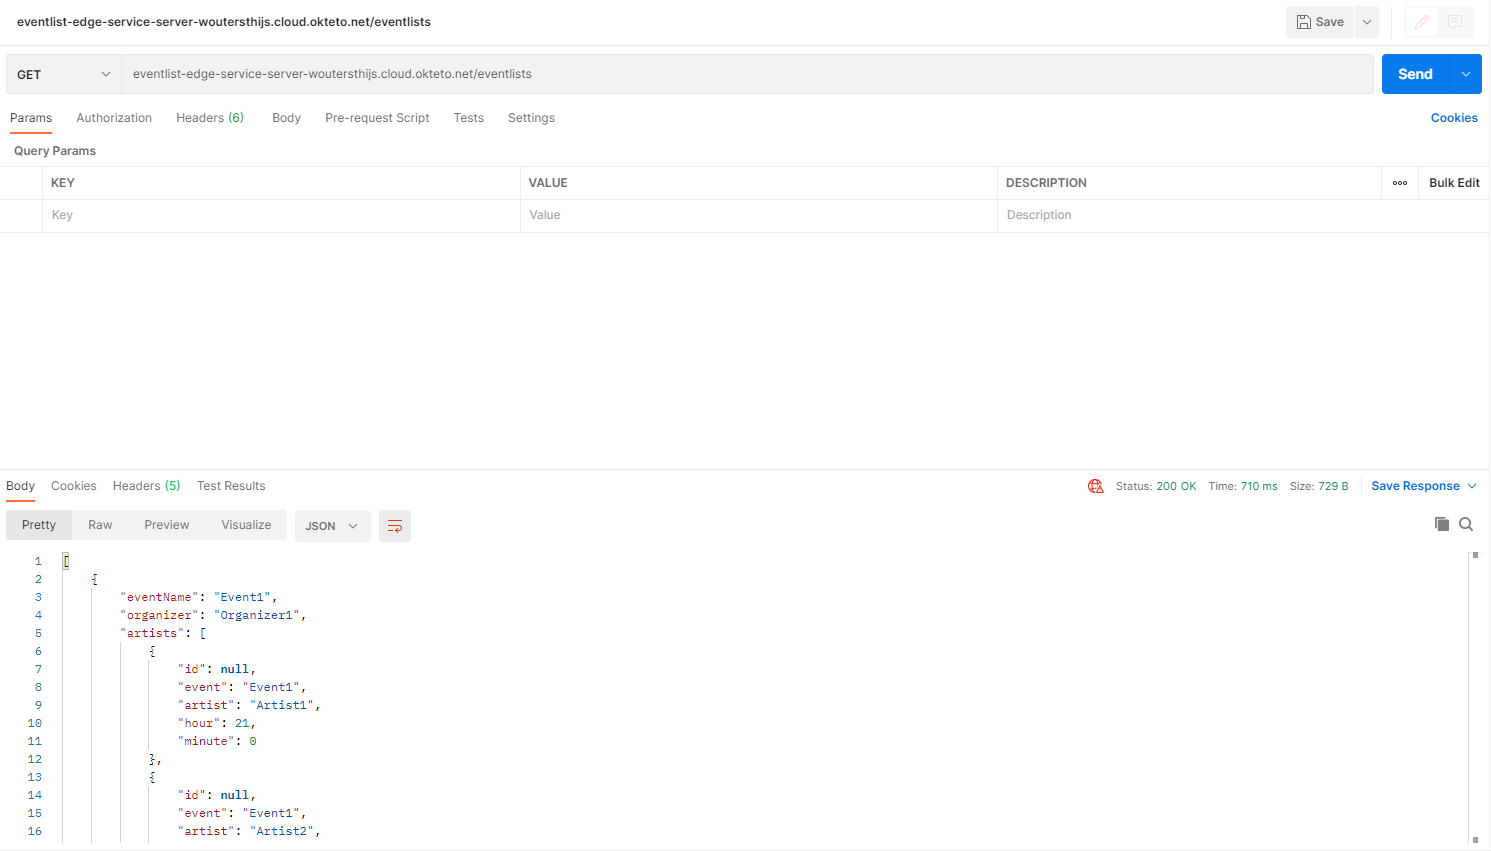 eventlist-edge-service-server-woutersthijs.cloud.okteto.net/eventlists
Save
GET
eventlist-edge-service-server-woutersthijs.cloud.okteto.net/eventlists
Send
Params Authorization Headers (6) Body Pre-request Script Tests Settings Cookies
Query Params
KEY VALUE DESCRIPTION ooo Bulk Edit
Key Value Description
Body Cookies Headers (5) Test Results Status: 200 OK Time: 710 ms Size: 729 B Save Response
Pretty Raw Preview Visualize JSON
1 [
2 {
3 "eventName": "Event1",
4 "organizer": "Organizer1",
5 "artists": [
6 {
7 "id": null,
8 "event": "Event1",
9 "artist": "Artist1",
10 "hour": 21,
11 "minute": 0
12 },
13 {
14 "id": null,
15 "event": "Event1",
16 "artist": "Artist2",